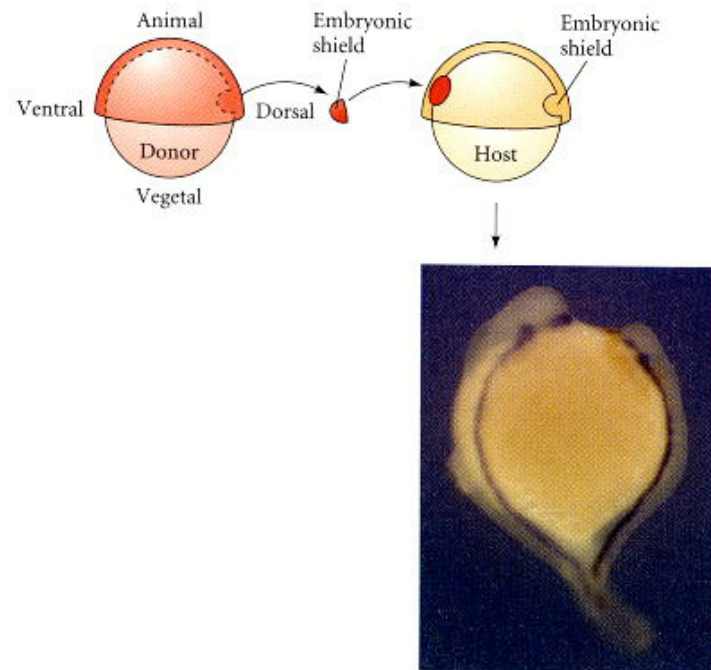 Animal
Embryonic
shield
Embryonic
shield
Ventral
Dorsal
Donor
Host
Vegetal